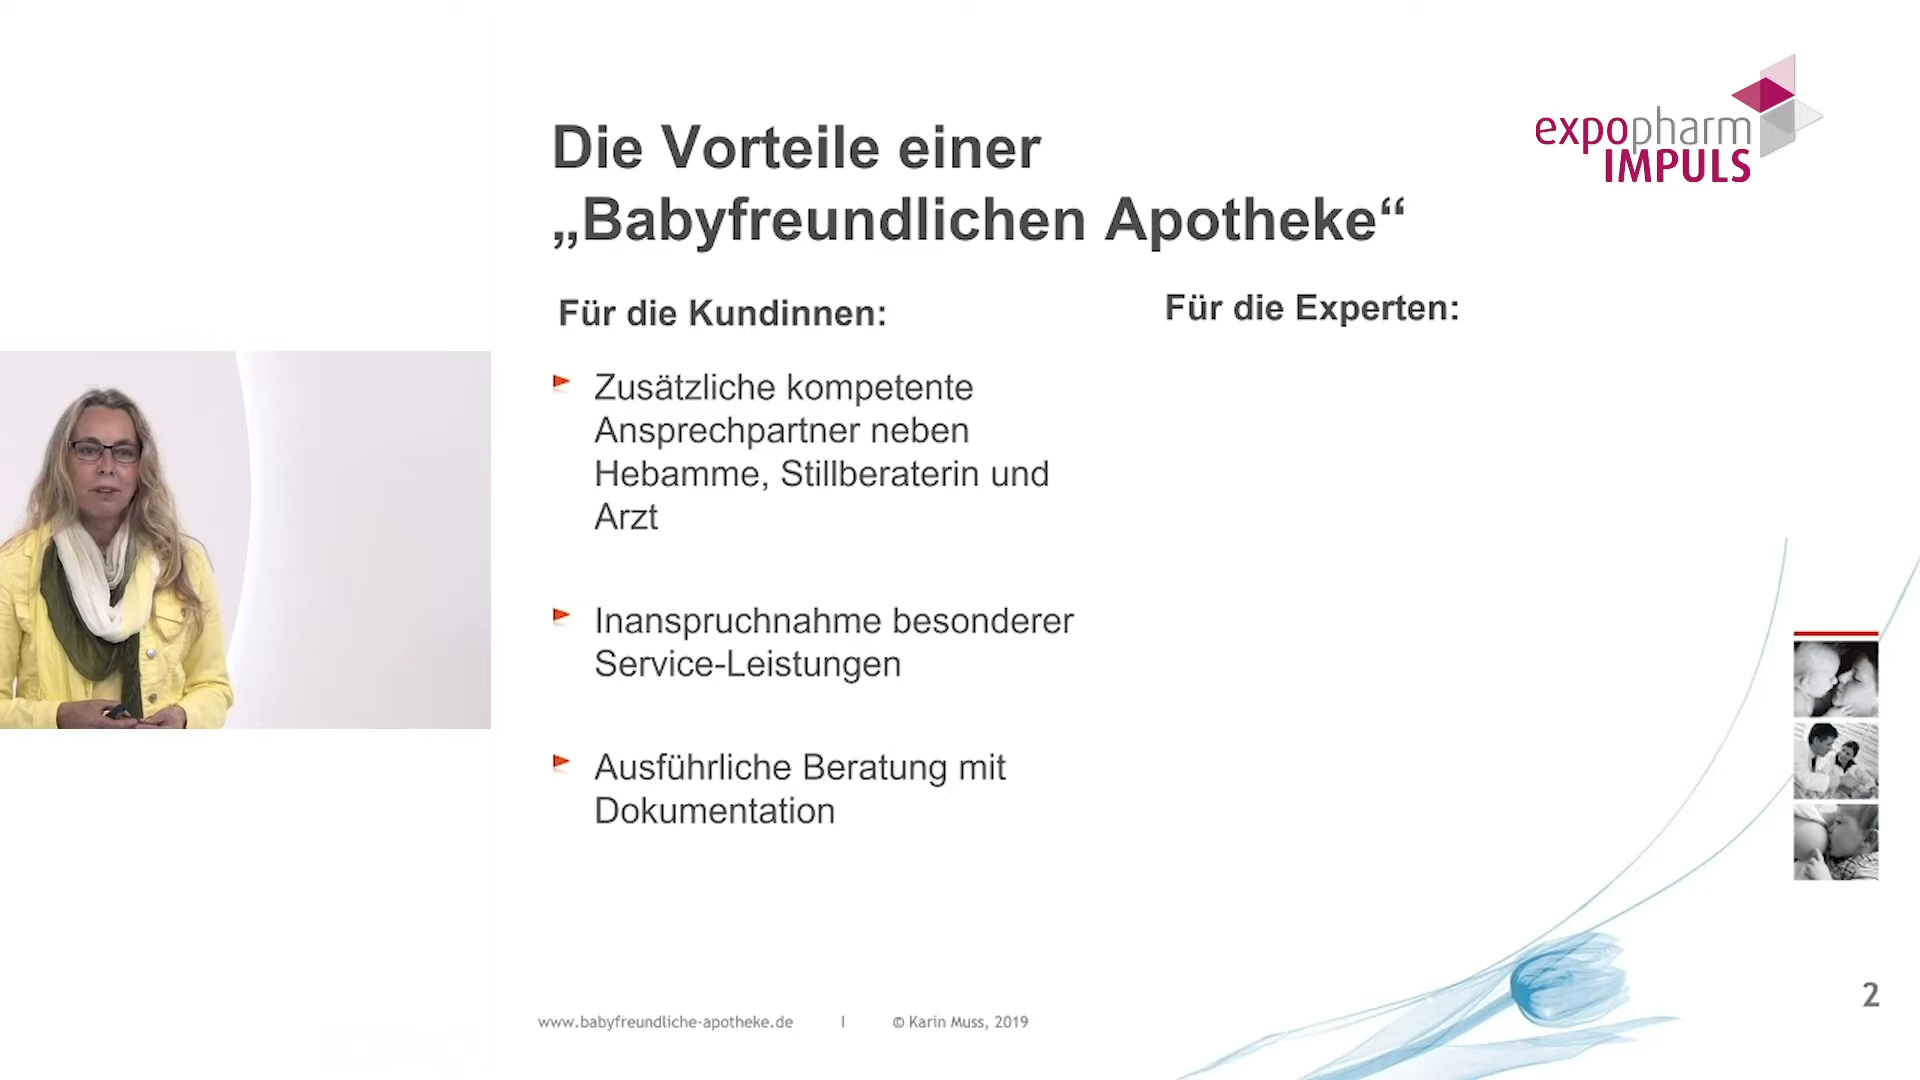 expopharm
IMPULS
Die Vorteile einer
„Babyfreundlichen Apotheke“
Für die Kundinnen:
Zusätzliche kompetente
Ansprechpartner neben
Hebamme, Stillberaterin und
Arzt
Inanspruchnahme besonderer
Service-Leistungen
Ausführliche Beratung mit
Dokumentation
Für die Experten:
www.babyfreundliche-apotheke.de | © Karin Muss, 2019
2